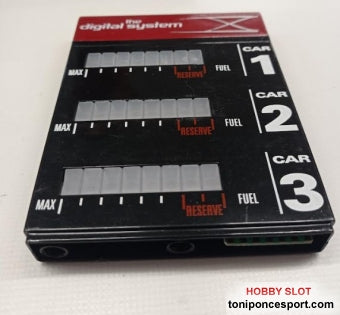 the
digital system X
MAX RESERVE FUEL CAR 1
MAX RESERVE FUEL CAR 2
MAX RESERVE FUEL CAR 3
HOBBY SLOT
toniponcesport.com